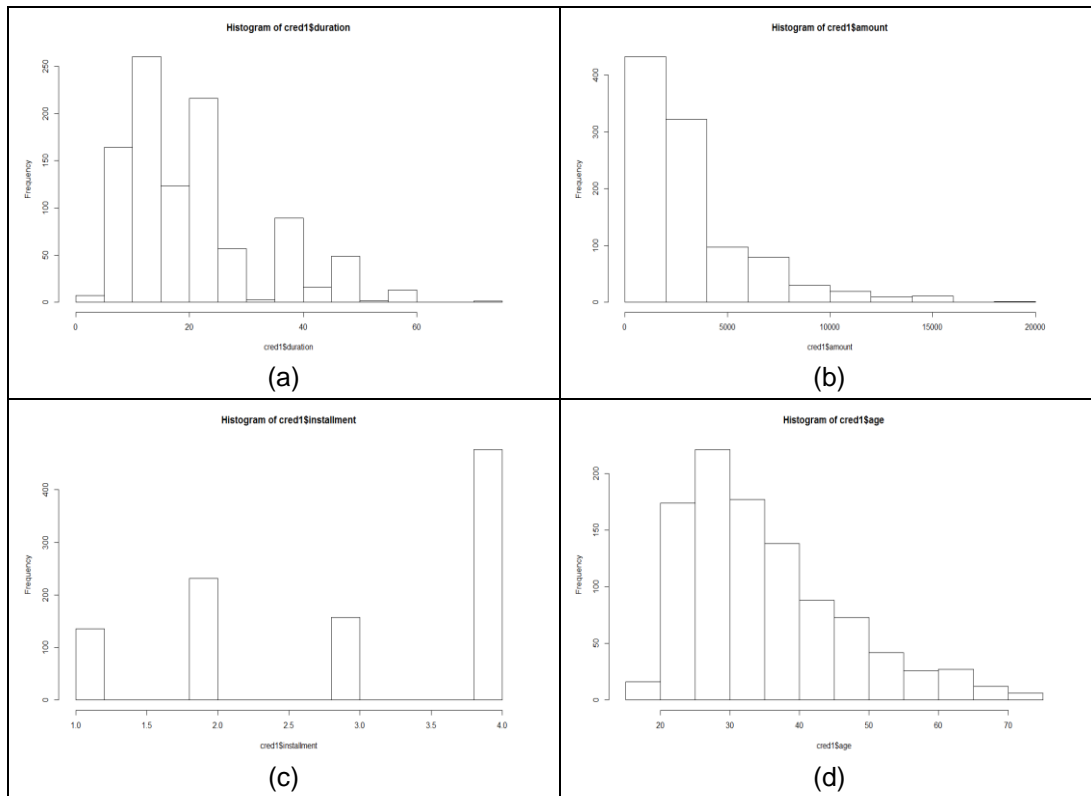 Histogram of cred1$duration
Frequency
0 50 100 150 200 250
0 20 40 60
cred1$duration
(a)
Histogram of cred1$amount
Frequency
0 100 200 300 400
0 5000 10000 15000 20000
cred1$amount
(b)
Histogram of cred1$installment
Frequency
0 100 200 300 400
1.0 1.5 2.0 2.5 3.0 3.5 4.0
cred1$installment
(c)
Histogram of cred1$age
Frequency
0 50 100 150 200
20 30 40 50 60 70
cred1$age
(d)